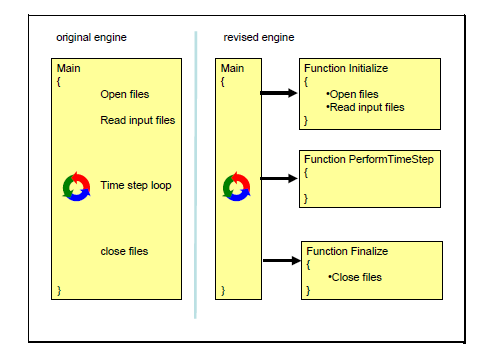 original engine
revised engine
Main
{
Open files
Read input files
Time step loop
close files
}
Main
{
}
Function Initialize
{
•Open files
•Read input files
}
Function PerformTimeStep
{
}
Function Finalize
{
•Close files
}